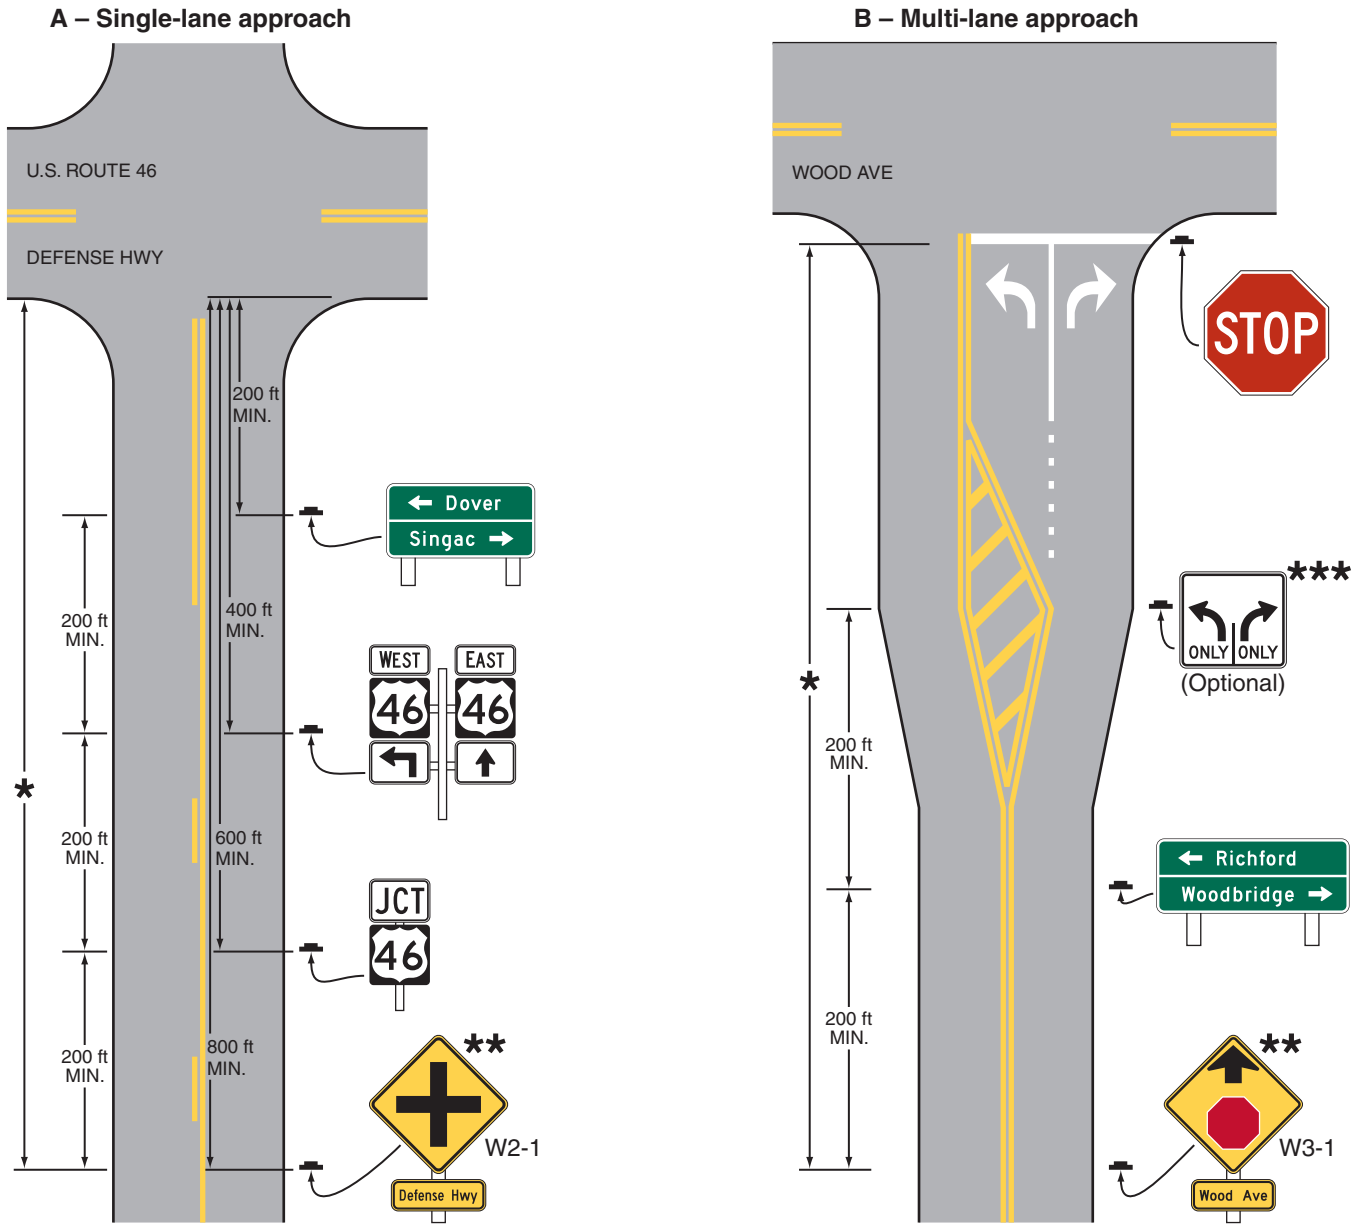 A – Single-lane approach
U.S. ROUTE 46
DEFENSE HWY
200 ft
MIN.
← Dover
Singac →
200 ft
MIN.
400 ft
MIN.
WEST
EAST
46
46
*
200 ft
MIN.
600 ft
MIN.
JCT
46
200 ft
MIN.
800 ft
MIN.
**
W2-1
Defense Hwy
B – Multi-lane approach
WOOD AVE
STOP
***
ONLY
ONLY
(Optional)
*
200 ft
MIN.
← Richford
Woodbridge →
200 ft
MIN.
**
W3-1
Wood Ave